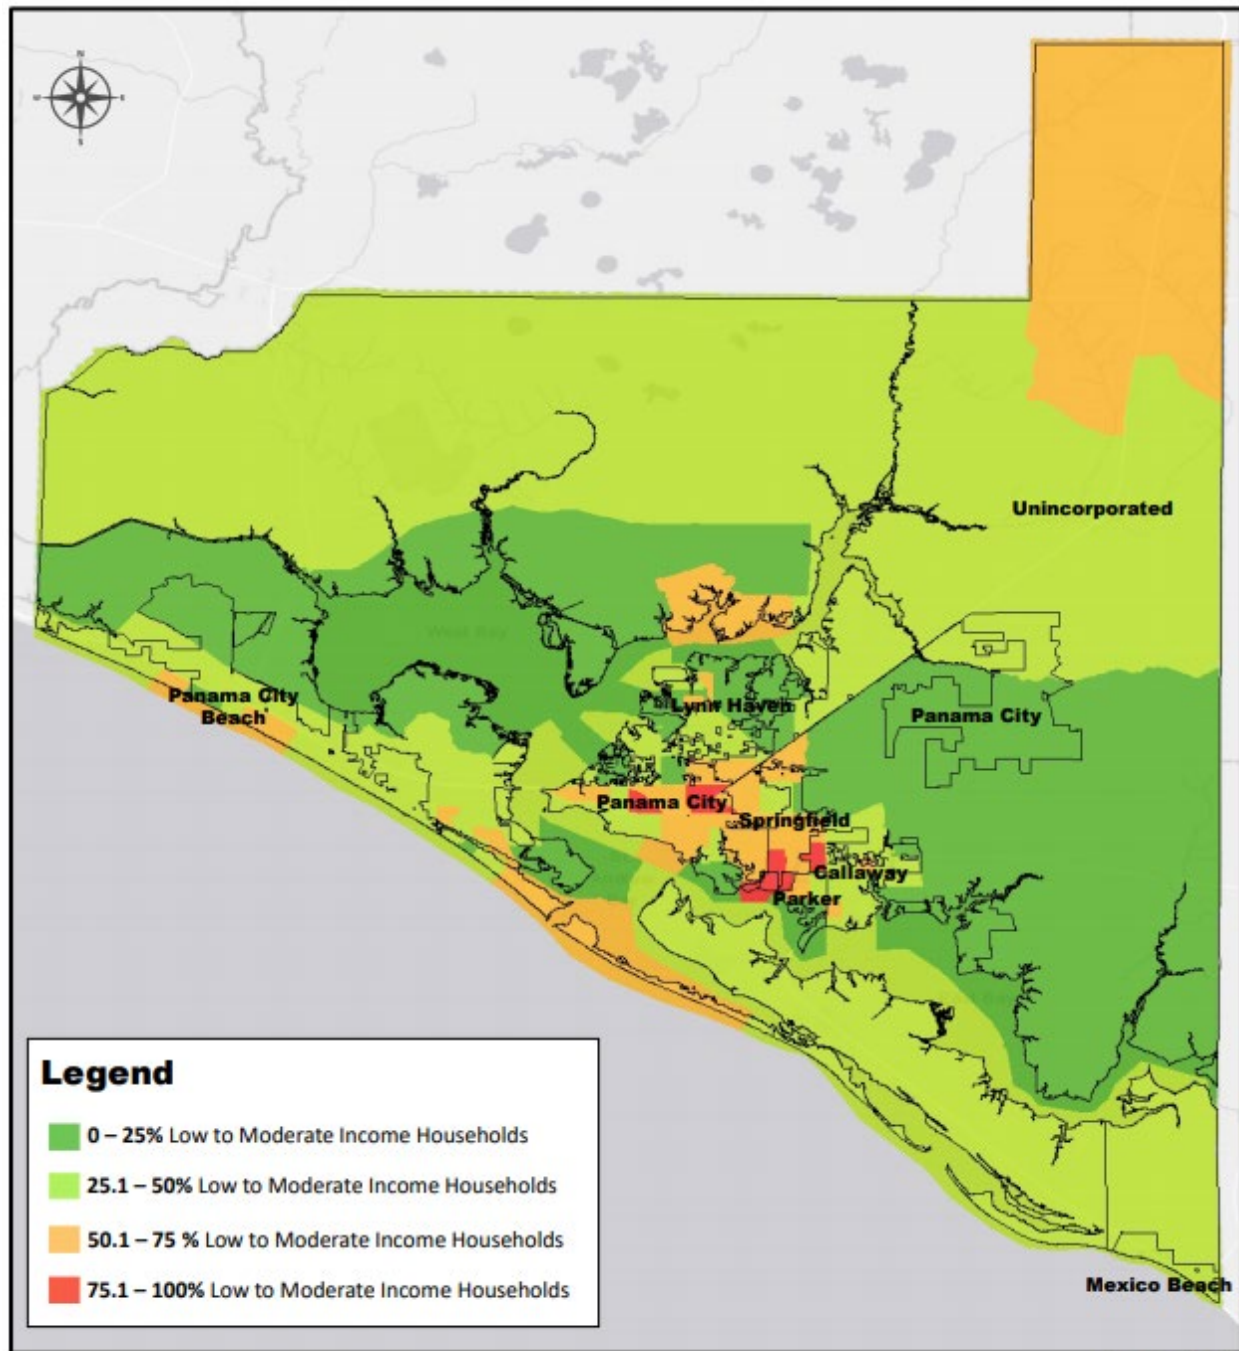 N
W E
S
Unincorporated
West Bay
Panama City
Beach
Lynn Haven
Panama City
Panama City
Springfield
Callaway
Parker
Mexico Beach
Legend
0 – 25% Low to Moderate Income Households
25.1 – 50% Low to Moderate Income Households
50.1 – 75 % Low to Moderate Income Households
75.1 – 100% Low to Moderate Income Households